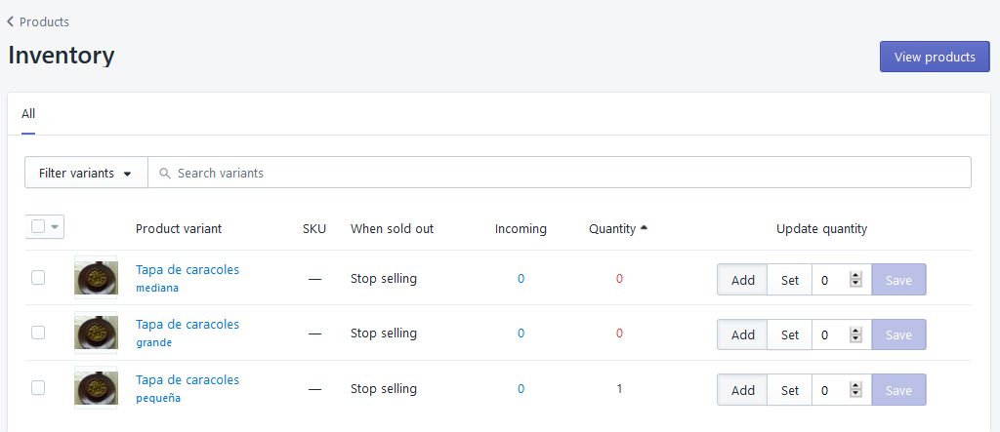 Products
Inventory
View products
All
Filter variants Search variants
Product variant SKU When sold out Incoming Quantity Update quantity
Tapa de caracoles
mediana — Stop selling 0 0 Add Set 0 Save
Tapa de caracoles
grande — Stop selling 0 0 Add Set 0 Save
Tapa de caracoles
pequeña — Stop selling 0 1 Add Set 0 Save